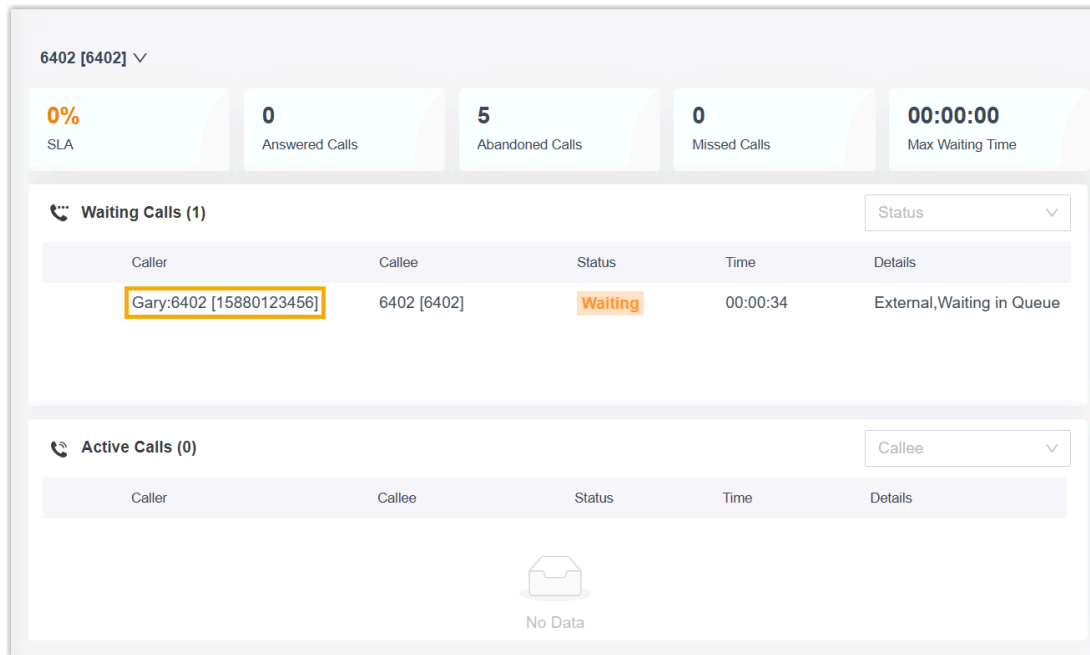 6402 [6402]
0% 0 5 0 00:00:00
SLA Answered Calls Abandoned Calls Missed Calls Max Waiting Time
Waiting Calls (1) Status
Caller Callee Status Time Details
Gary:6402 [15880123456] 6402 [6402] Waiting 00:00:34 External,Waiting in Queue
Active Calls (0) Callee
Caller Callee Status Time Details
No Data